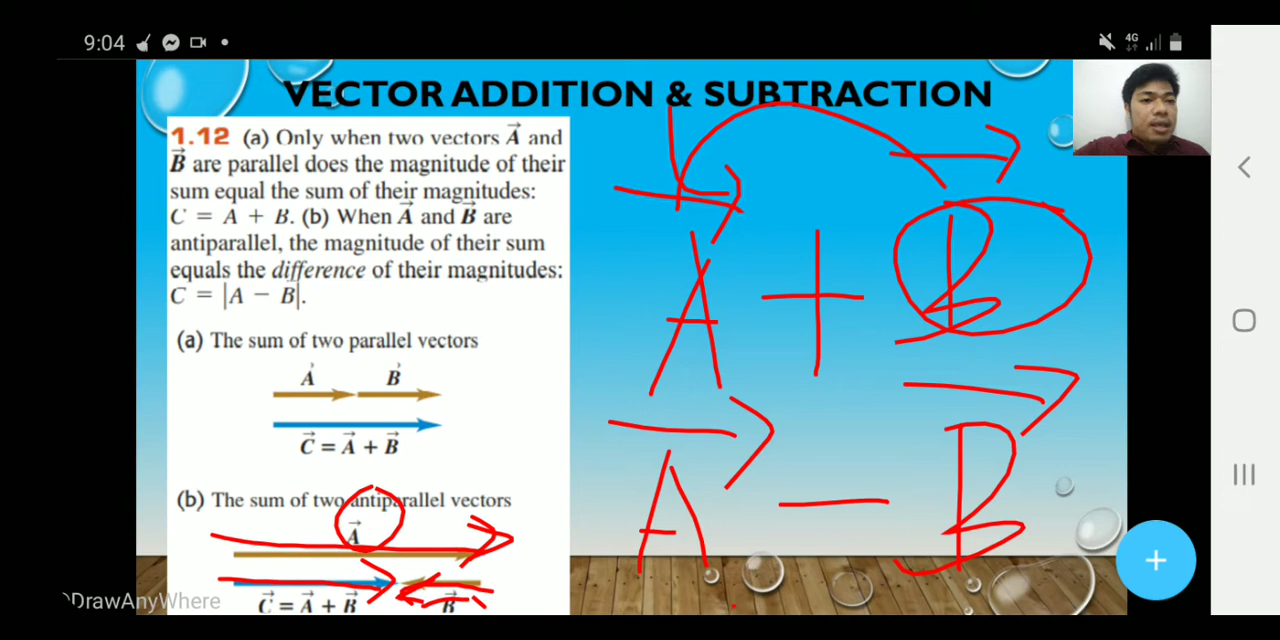 9:04
4G
VECTOR ADDITION & SUBTRACTION
1.12 (a) Only when two vectors A⃗ and
B⃗ are parallel does the magnitude of their
sum equal the sum of their magnitudes:
C = A + B. (b) When A⃗ and B⃗ are
antiparallel, the magnitude of their sum
equals the difference of their magnitudes:
C = |A − B|.
(a) The sum of two parallel vectors
A⃗ B⃗
C⃗ = A⃗ + B⃗
(b) The sum of two antiparallel vectors
A⃗
C⃗ = A⃗ + B⃗ B⃗
A⃗ + B⃗
A⃗ − B⃗
DrawAnyWhere